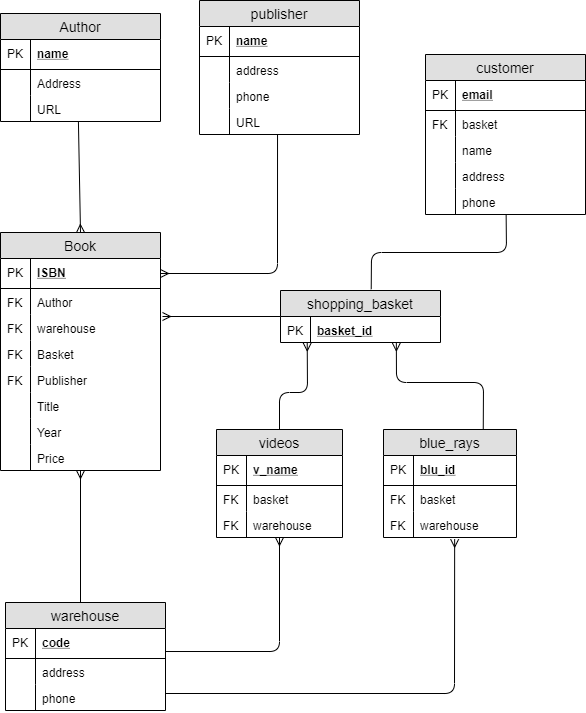 Author
PK name
Address
URL
publisher
PK name
address
phone
URL
customer
PK email
FK basket
name
address
phone
Book
PK ISBN
FK Author
FK warehouse
FK Basket
FK Publisher
Title
Year
Price
shopping_basket
PK basket_id
videos
PK v_name
FK basket
FK warehouse
blue_rays
PK blu_id
FK basket
FK warehouse
warehouse
PK code
address
phone